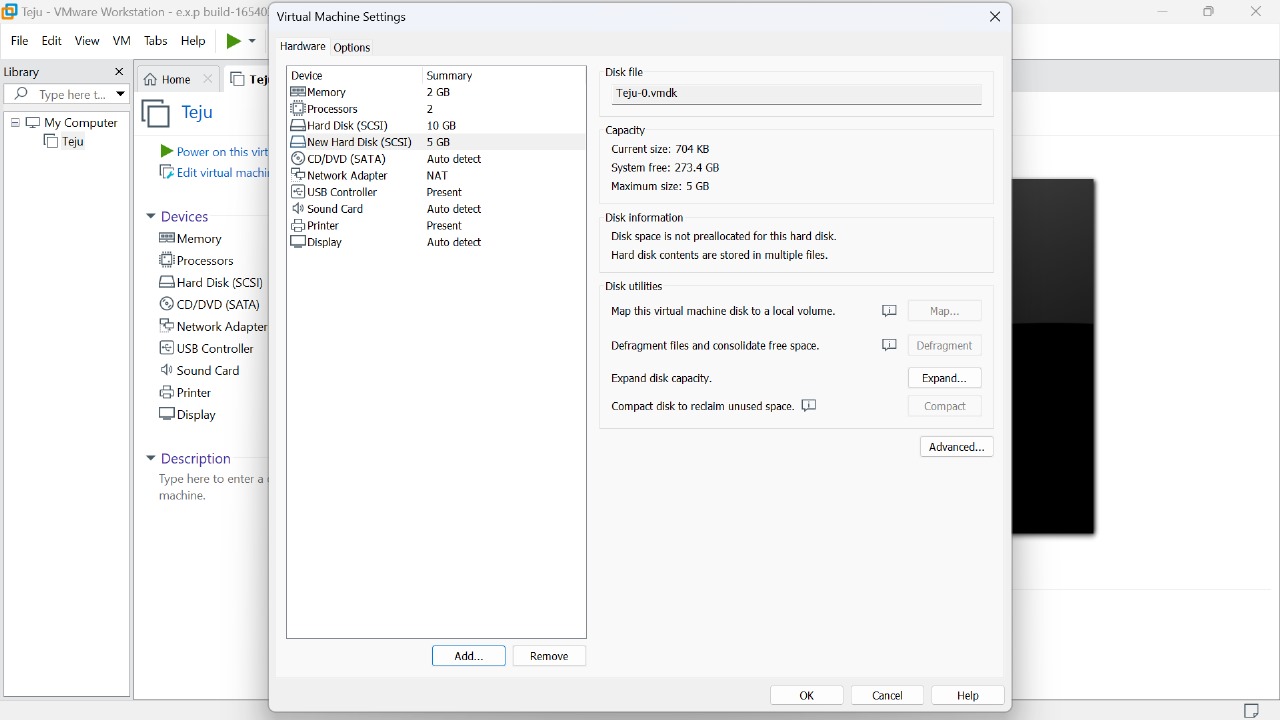 Teju - VMware Workstation - e.x.p build-16540
File Edit View VM Tabs Help
Library
Type here t...
My Computer
Teju
Home
Teju
Power on this virt
Edit virtual machi
Devices
Memory
Processors
Hard Disk (SCSI)
CD/DVD (SATA)
Network Adapter
USB Controller
Sound Card
Printer
Display
Description
Type here to enter a
machine.
Virtual Machine Settings
Hardware Options
Device Summary
Memory 2 GB
Processors 2
Hard Disk (SCSI) 10 GB
New Hard Disk (SCSI) 5 GB
CD/DVD (SATA) Auto detect
Network Adapter NAT
USB Controller Present
Sound Card Auto detect
Printer Present
Display Auto detect
Add... Remove
Disk file
Teju-0.vmdk
Capacity
Current size: 704 KB
System free: 273.4 GB
Maximum size: 5 GB
Disk information
Disk space is not preallocated for this hard disk.
Hard disk contents are stored in multiple files.
Disk utilities
Map this virtual machine disk to a local volume. Map...
Defragment files and consolidate free space. Defragment
Expand disk capacity. Expand...
Compact disk to reclaim unused space. Compact
Advanced...
OK Cancel Help